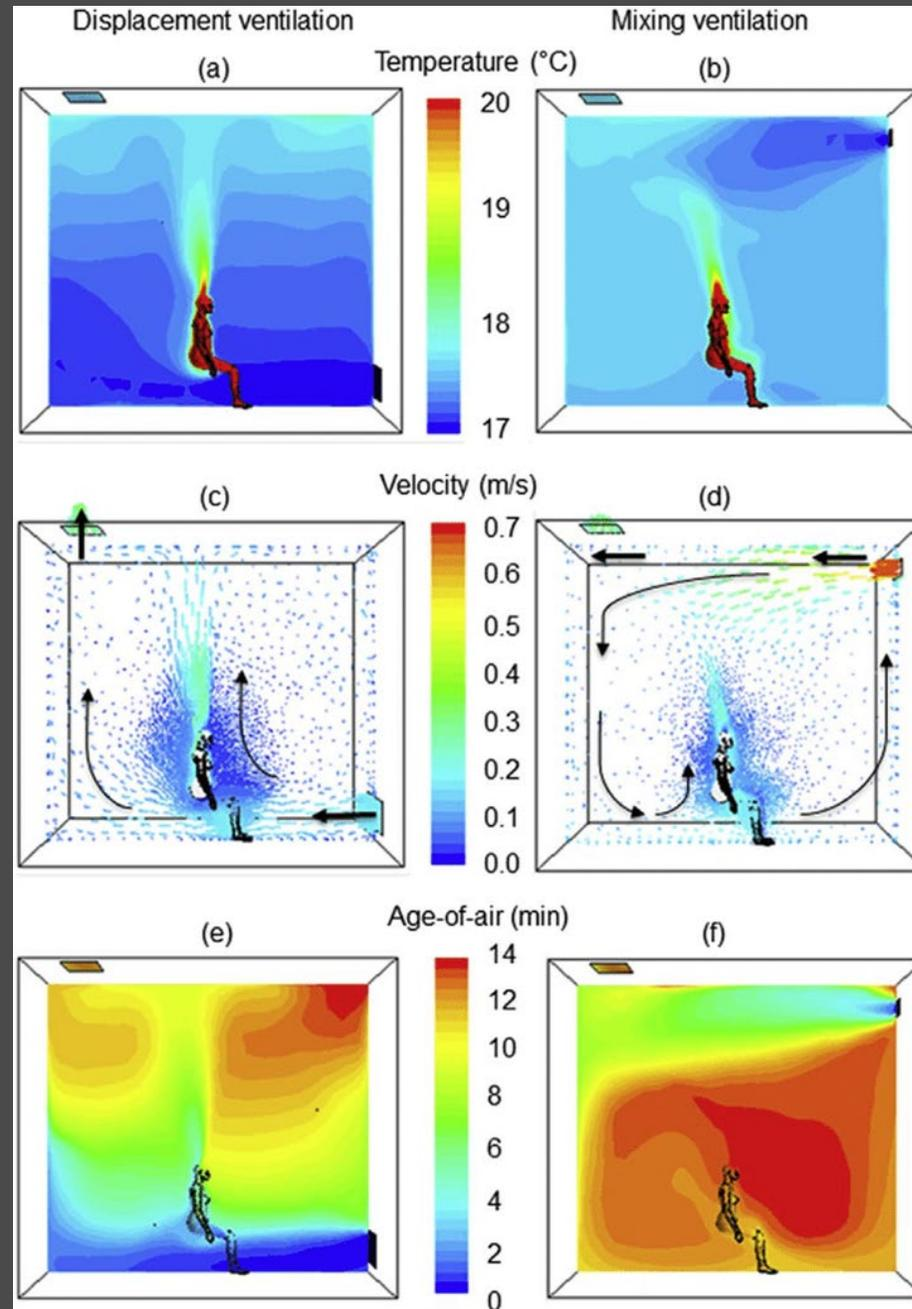 Displacement ventilation
Mixing ventilation
(a)
Temperature (°C)
(b)
20
19
18
17
(c)
Velocity (m/s)
(d)
0.7
0.6
0.5
0.4
0.3
0.2
0.1
0.0
(e)
Age-of-air (min)
(f)
14
12
10
8
6
4
2
0